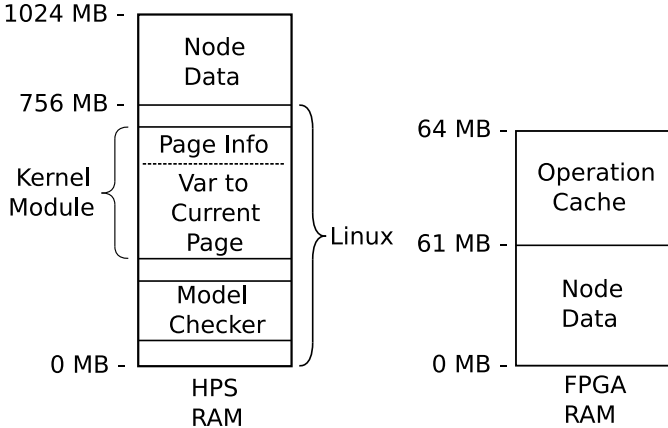 1024 MB -
Node
Data
756 MB -
Page Info
Kernel
Module
Var to
Current
Page
Linux
Model
Checker
0 MB -
HPS
RAM
64 MB -
Operation
Cache
61 MB -
Node
Data
0 MB -
FPGA
RAM